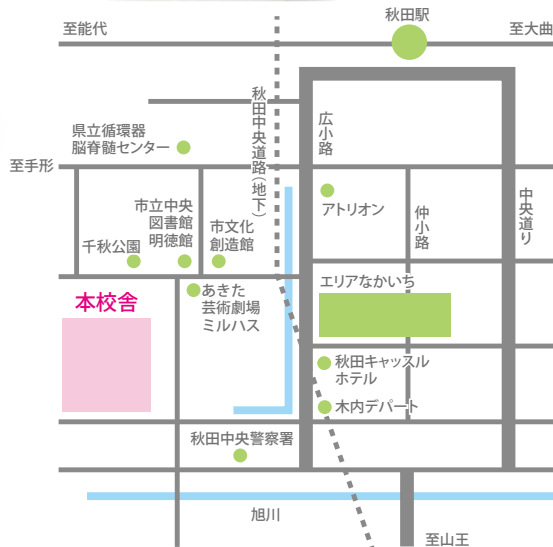 秋田駅
至能代
至大曲
秋田中央道路(地下)
広小路
県立循環器
脳脊髄センター
至手形
アトリオン
仲小路
中央道り
市立中央
図書館
明徳館
市文化
創造館
千秋公園
エリアなかいち
あきた
芸術劇場
ミルハス
本校舎
秋田キャッスル
ホテル
木内デパート
秋田中央警察署
旭川
至山王